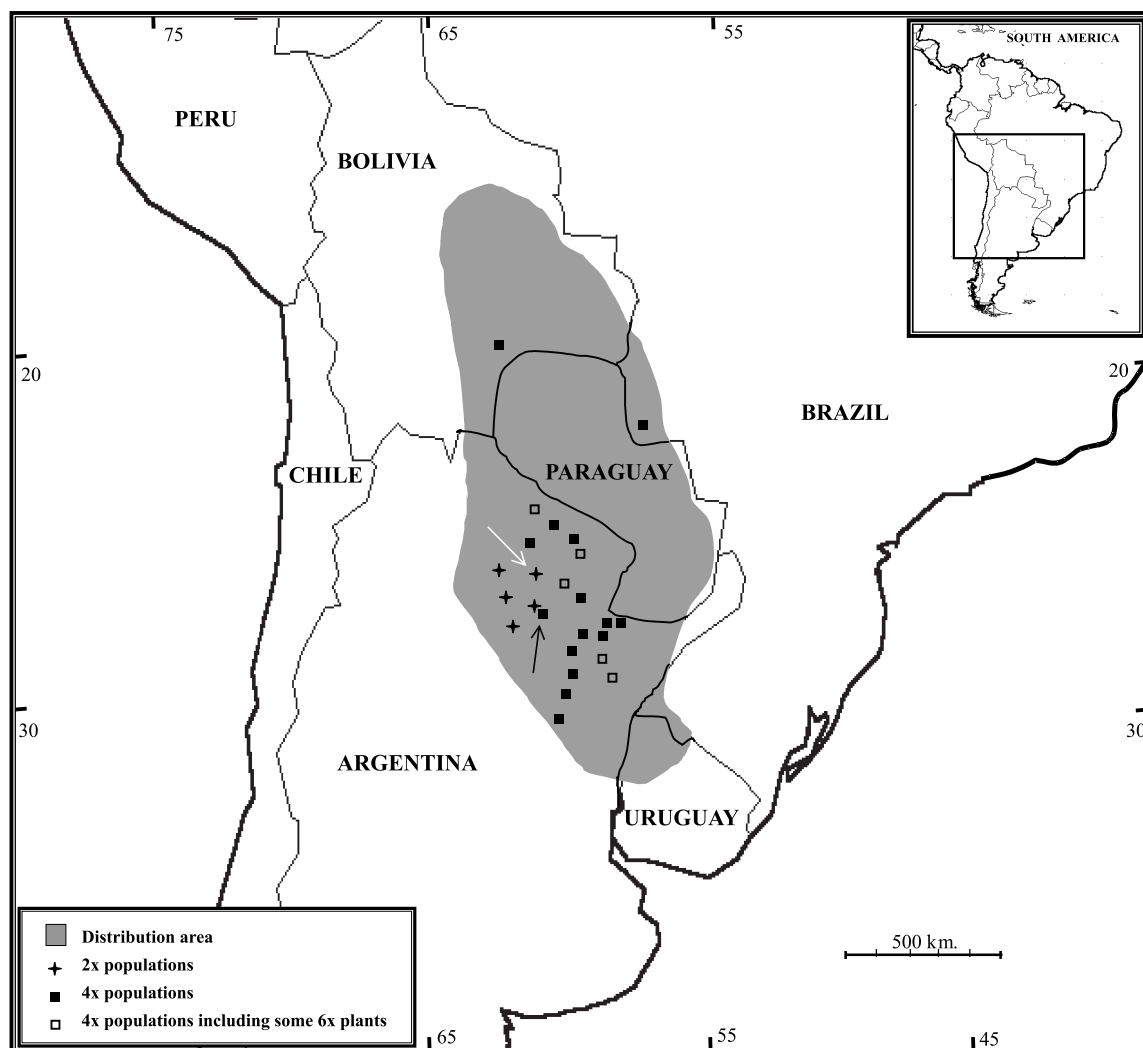 75
65
55
SOUTH AMERICA
PERU
BOLIVIA
20
20
BRAZIL
CHILE
PARAGUAY
30
30
ARGENTINA
URUGUAY
Distribution area
2x populations
4x populations
4x populations including some 6x plants
500 km.
65
55
45